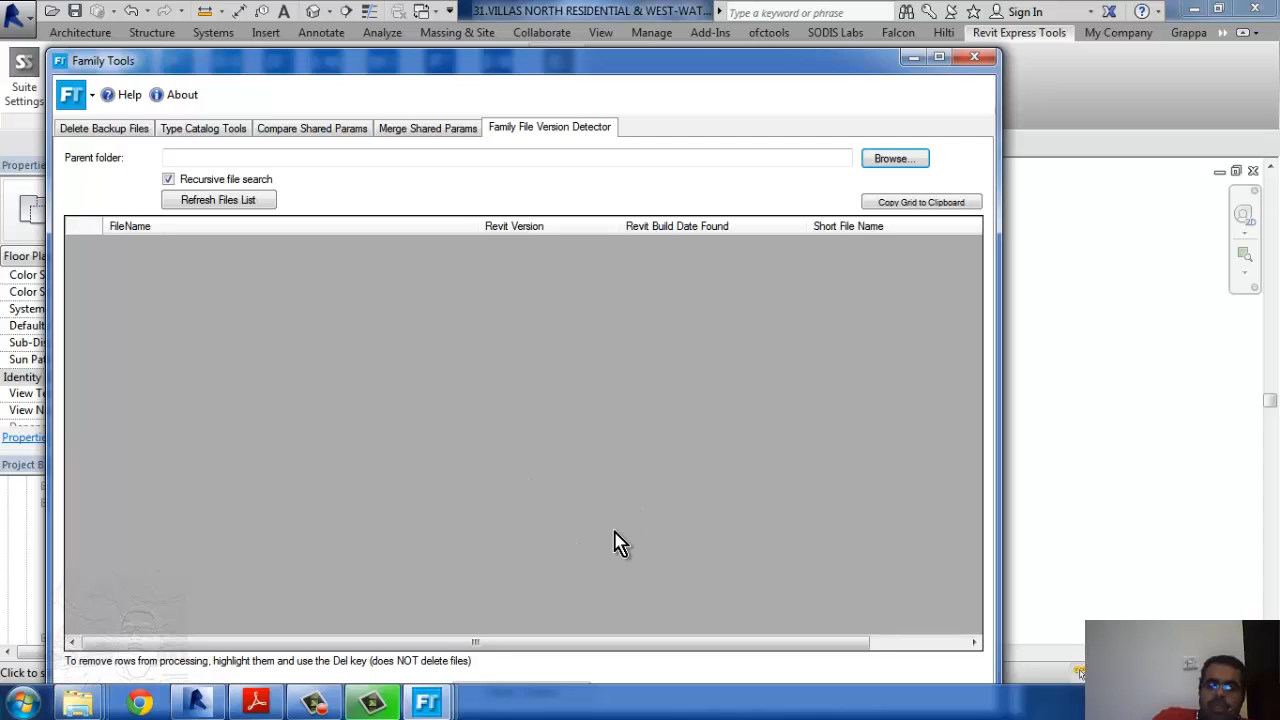 31.VILLAS NORTH RESIDENTIAL & WEST-WAT...
Type a keyword or phrase
Sign In
Architecture Structure Systems Insert Annotate Analyze Massing & Site Collaborate View Manage Add-Ins ofctools SODIS Labs Falcon Hilti Revit Express Tools My Company Grappa
Suite
Settings
Family Tools
FT Help About
Delete Backup Files Type Catalog Tools Compare Shared Params Merge Shared Params Family File Version Detector
Parent folder: Browse...
Recursive file search
Refresh Files List Copy Grid to Clipboard
FileName Revit Version Revit Build Date Found Short File Name
Properties
Floor Pla
Color S
Color S
System
Default
Sub-Di
Sun Pat
Identity
View Te
View N
Properti
Project B
2D
To remove rows from processing, highlight them and use the Del key (does NOT delete files)
Click to s
FT